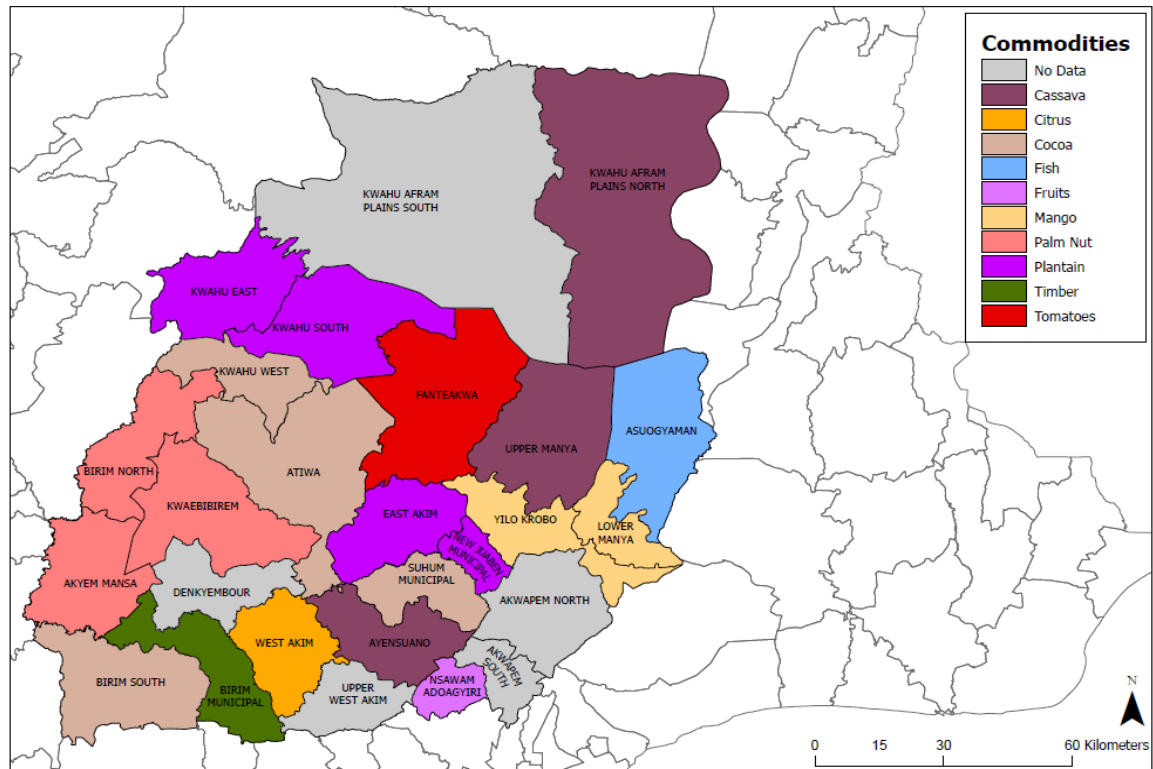 Commodities
No Data
Cassava
Citrus
Cocoa
Fish
Fruits
Mango
Palm Nut
Plantain
Timber
Tomatoes
KWAHU AFRAM
PLAINS NORTH
KWAHU AFRAM
PLAINS SOUTH
KWAHU EAST
KWAHU SOUTH
KWAHU WEST
FANTEAKWA
ASUOGYAMAN
UPPER MANYA
BIRIM NORTH
ATIWA
KWAEBIBIREM
EAST AKIM
YILO KROBO
LOWER
MANYA
NEW JUABEN
MUNICIPAL
SUHUM
MUNICIPAL
AKYEM MANSA
DENKYEMBOUR
AKWAPEM NORTH
WEST AKIM
AYENSUANO
AKWAPEM
SOUTH
BIRIM SOUTH
BIRIM
MUNICIPAL
UPPER
WEST AKIM
NSAWAM
ADOAGYIRI
N
0 15 30 60 Kilometers